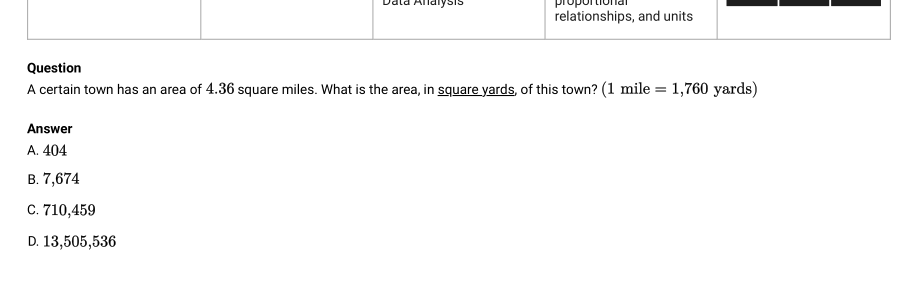 Data Analysis
proportional
relationships, and units
Question
A certain town has an area of 4.36 square miles. What is the area, in square yards, of this town? (1 mile = 1,760 yards)
Answer
A. 404
B. 7,674
C. 710,459
D. 13,505,536